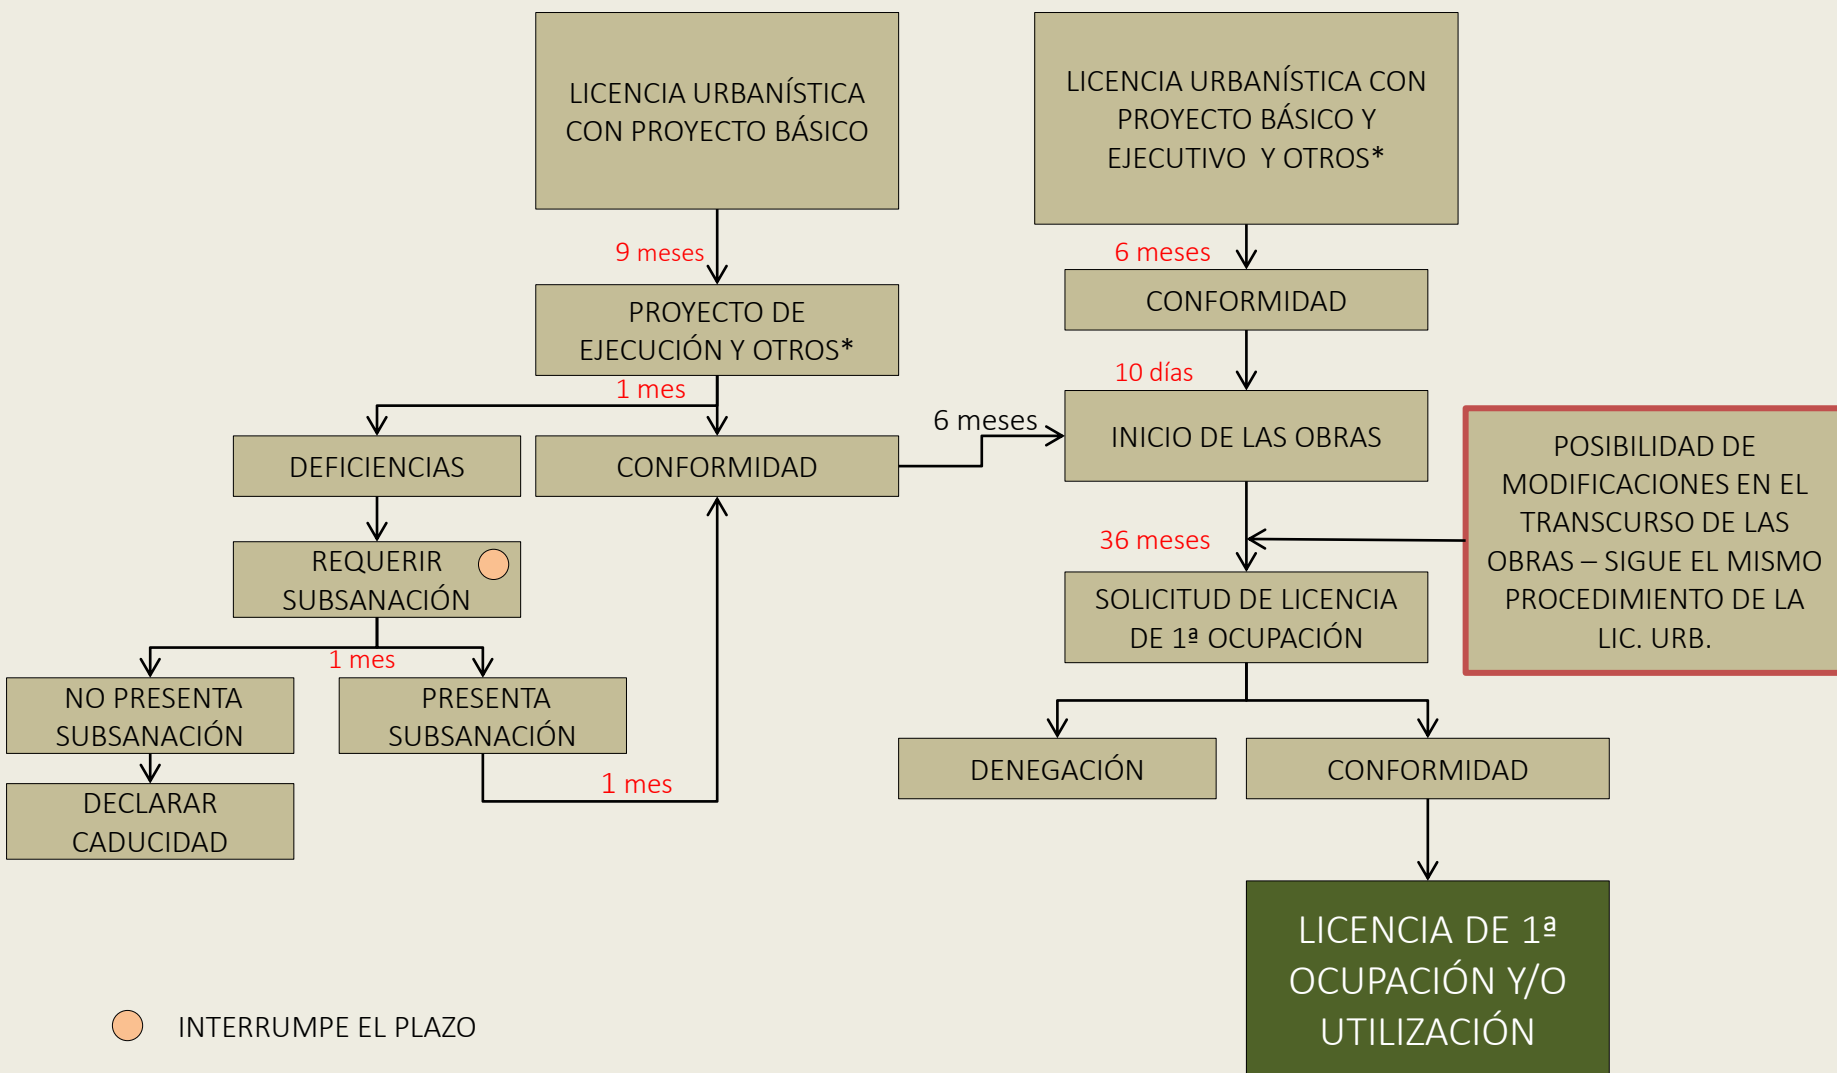 LICENCIA URBANÍSTICA
CON PROYECTO BÁSICO
9 meses
PROYECTO DE
EJECUCIÓN Y OTROS*
1 mes
DEFICIENCIAS
CONFORMIDAD
6 meses
REQUERIR
SUBSANACIÓN
1 mes
NO PRESENTA
SUBSANACIÓN
PRESENTA
SUBSANACIÓN
1 mes
DECLARAR
CADUCIDAD
LICENCIA URBANÍSTICA CON
PROYECTO BÁSICO Y
EJECUTIVO Y OTROS*
6 meses
CONFORMIDAD
10 días
INICIO DE LAS OBRAS
36 meses
POSIBILIDAD DE
MODIFICACIONES EN EL
TRANSCURSO DE LAS
OBRAS – SIGUE EL MISMO
PROCEDIMIENTO DE LA
LIC. URB.
SOLICITUD DE LICENCIA
DE 1ª OCUPACIÓN
DENEGACIÓN
CONFORMIDAD
LICENCIA DE 1ª
OCUPACIÓN Y/O
UTILIZACIÓN
INTERRUMPE EL PLAZO